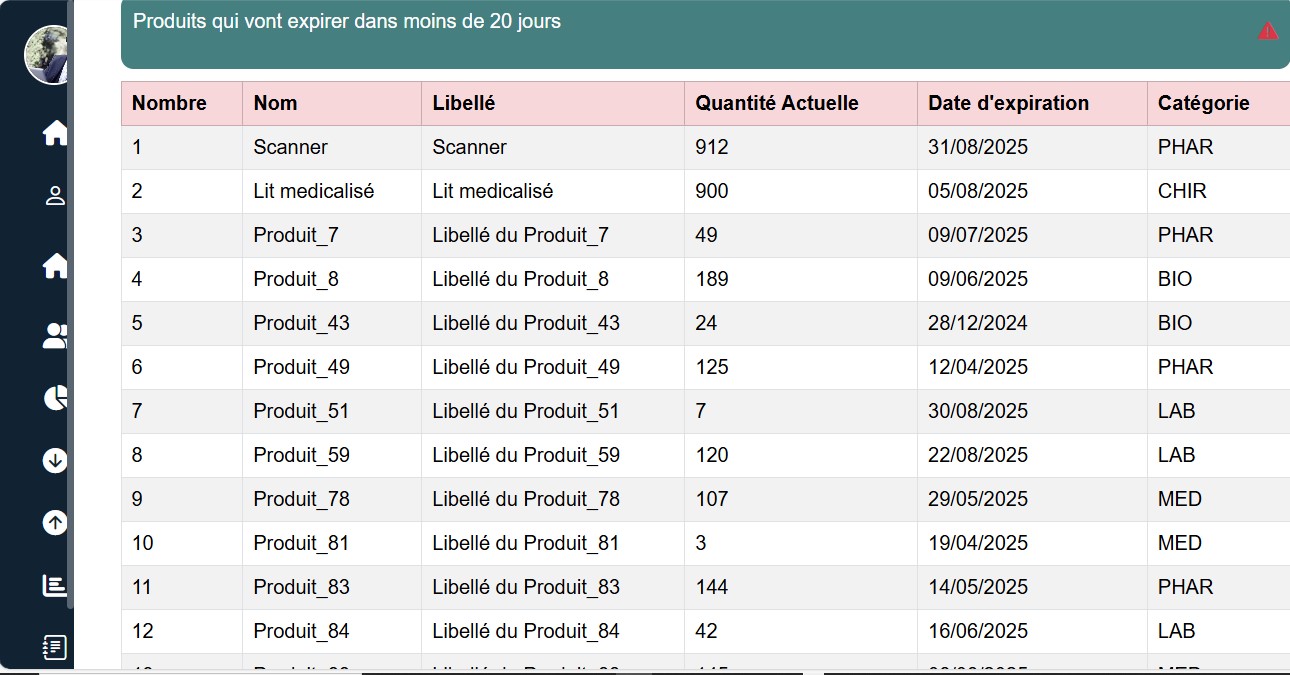 Produits qui vont expirer dans moins de 20 jours
Nombre Nom Libellé Quantité Actuelle Date d'expiration Catégorie
1 Scanner Scanner 912 31/08/2025 PHAR
2 Lit medicalisé Lit medicalisé 900 05/08/2025 CHIR
3 Produit_7 Libellé du Produit_7 49 09/07/2025 PHAR
4 Produit_8 Libellé du Produit_8 189 09/06/2025 BIO
5 Produit_43 Libellé du Produit_43 24 28/12/2024 BIO
6 Produit_49 Libellé du Produit_49 125 12/04/2025 PHAR
7 Produit_51 Libellé du Produit_51 7 30/08/2025 LAB
8 Produit_59 Libellé du Produit_59 120 22/08/2025 LAB
9 Produit_78 Libellé du Produit_78 107 29/05/2025 MED
10 Produit_81 Libellé du Produit_81 3 19/04/2025 MED
11 Produit_83 Libellé du Produit_83 144 14/05/2025 PHAR
12 Produit_84 Libellé du Produit_84 42 16/06/2025 LAB